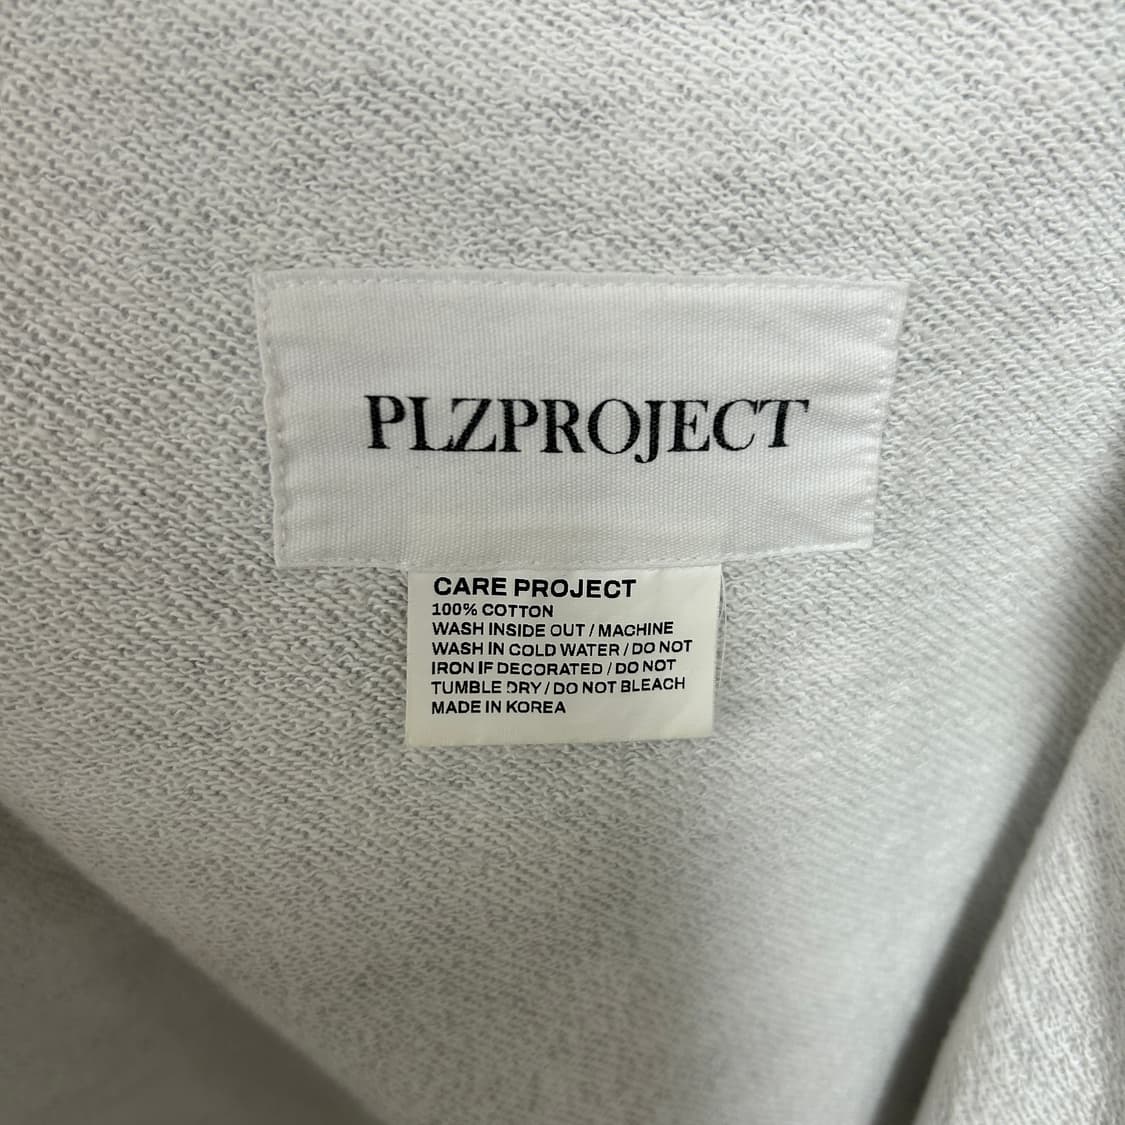 PLZPROJECT
CARE PROJECT
100% COTTON
WASH INSIDE OUT / MACHINE
WASH IN COLD WATER / DO NOT
IRON IF DECORATED / DO NOT
TUMBLE DRY / DO NOT BLEACH
MADE IN KOREA